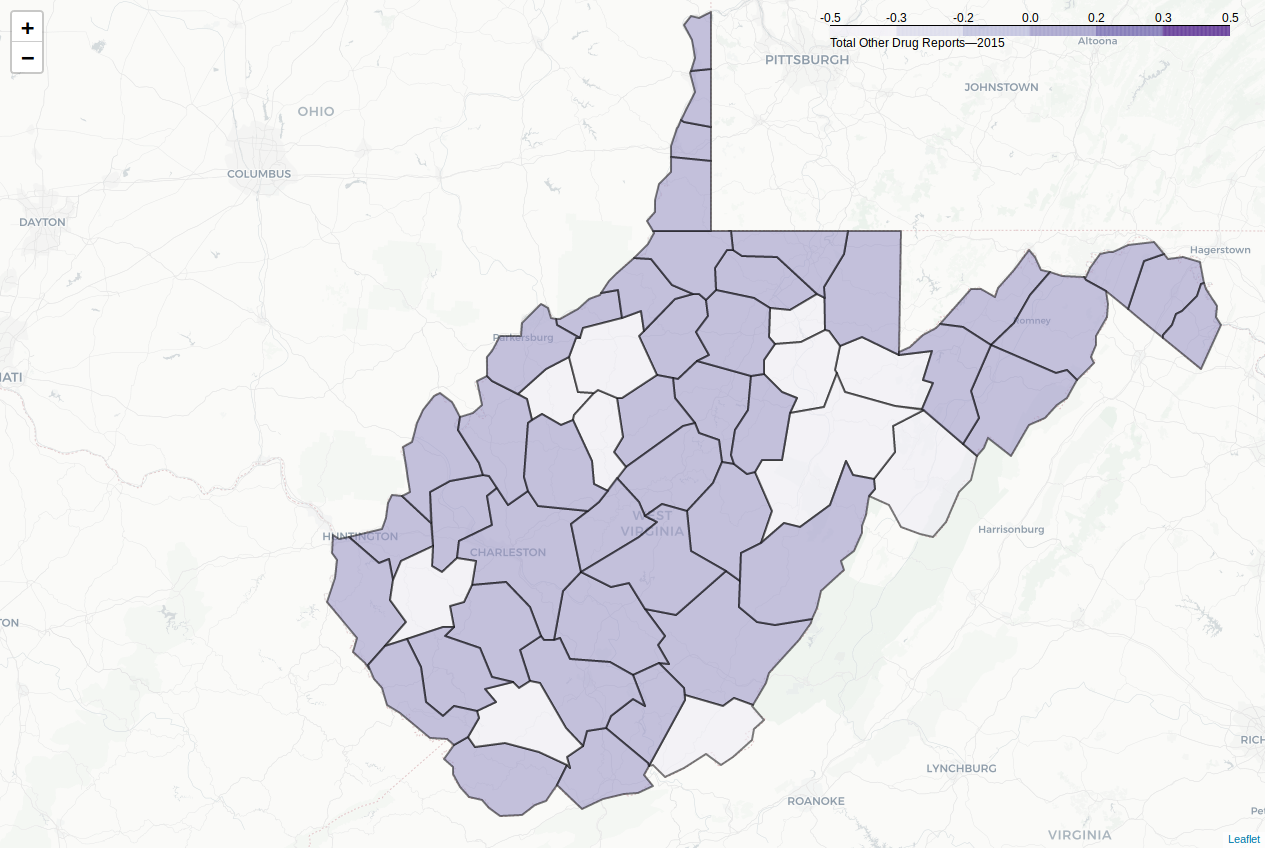 +
−
-0.5 -0.3 -0.2 0.0 0.2 0.3 0.5
Total Other Drug Reports—2015
Altoona
PITTSBURGH
JOHNSTOWN
OHIO
COLUMBUS
DAYTON
Hagerstown
Romney
Parkersburg
ATI
WEST
VIRGINIA
Harrisonburg
HUNTINGTON
CHARLESTON
TON
RICH
LYNCHBURG
ROANOKE
Pet
VIRGINIA
Leaflet